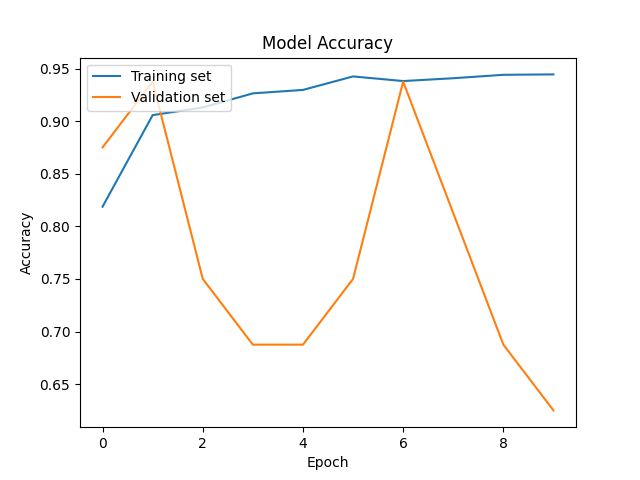 Model Accuracy
Training set
Validation set
0.95
0.90
0.85
0.80
0.75
0.70
0.65
Accuracy
0 2 4 6 8
Epoch